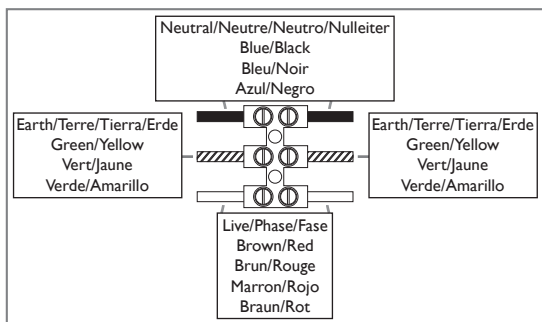 Neutral/Neutre/Neutro/Nulleiter
Blue/Black
Bleu/Noir
Azul/Negro
Earth/Terre/Tierra/Erde
Green/Yellow
Vert/Jaune
Verde/Amarillo
Earth/Terre/Tierra/Erde
Green/Yellow
Vert/Jaune
Verde/Amarillo
Live/Phase/Fase
Brown/Red
Brun/Rouge
Marron/Rojo
Braun/Rot